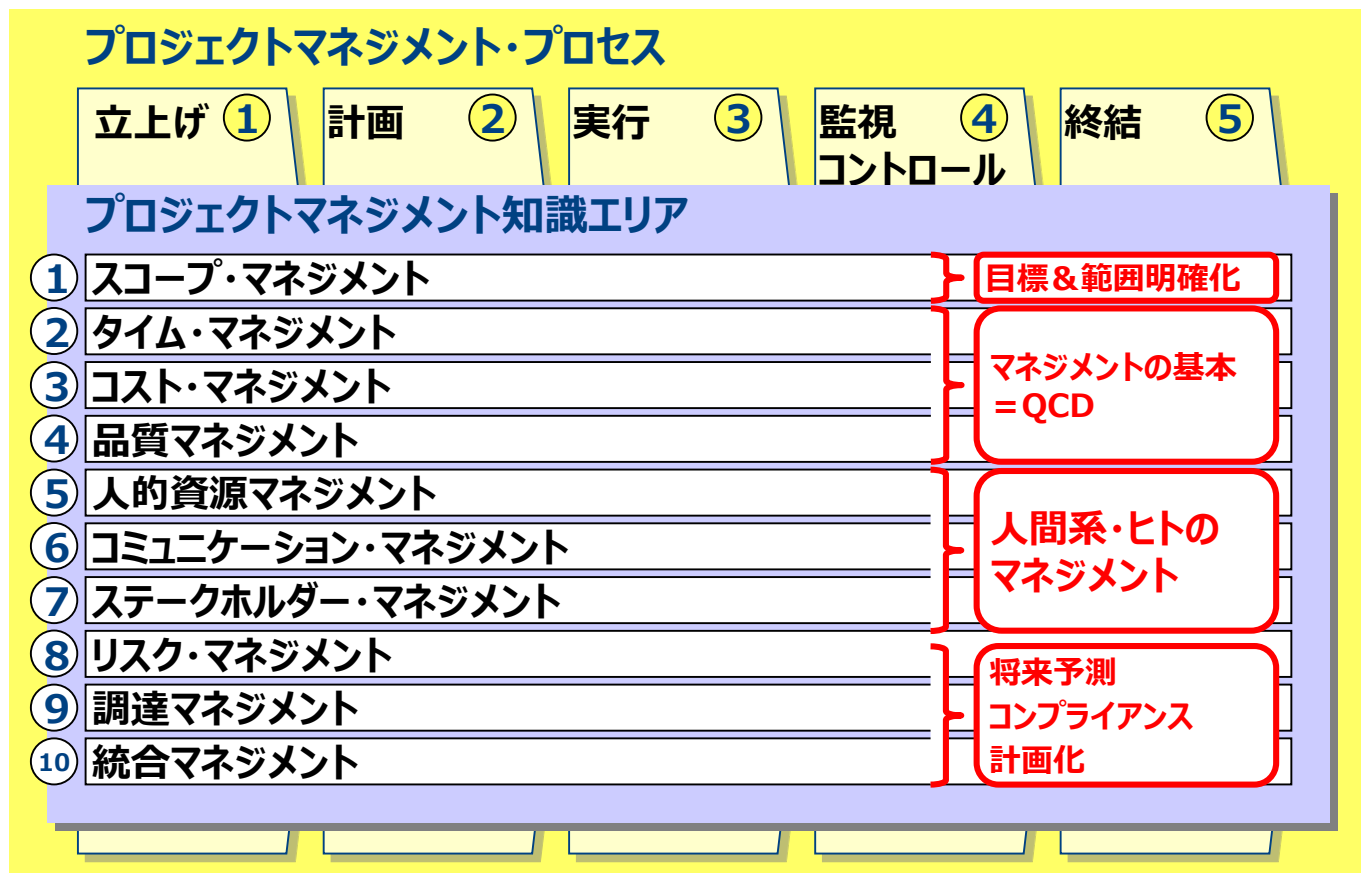 プロジェクトマネジメント・プロセス
立上げ ①
計画 ②
実行 ③
監視 ④
コントロール
終結 ⑤
プロジェクトマネジメント知識エリア
① スコープ・マネジメント
目標&範囲明確化
② タイム・マネジメント
③ コスト・マネジメント
④ 品質マネジメント
マネジメントの基本
=QCD
⑤ 人的資源マネジメント
⑥ コミュニケーション・マネジメント
⑦ ステークホルダー・マネジメント
人間系・ヒトの
マネジメント
⑧ リスク・マネジメント
⑨ 調達マネジメント
⑩ 統合マネジメント
将来予測
コンプライアンス
計画化